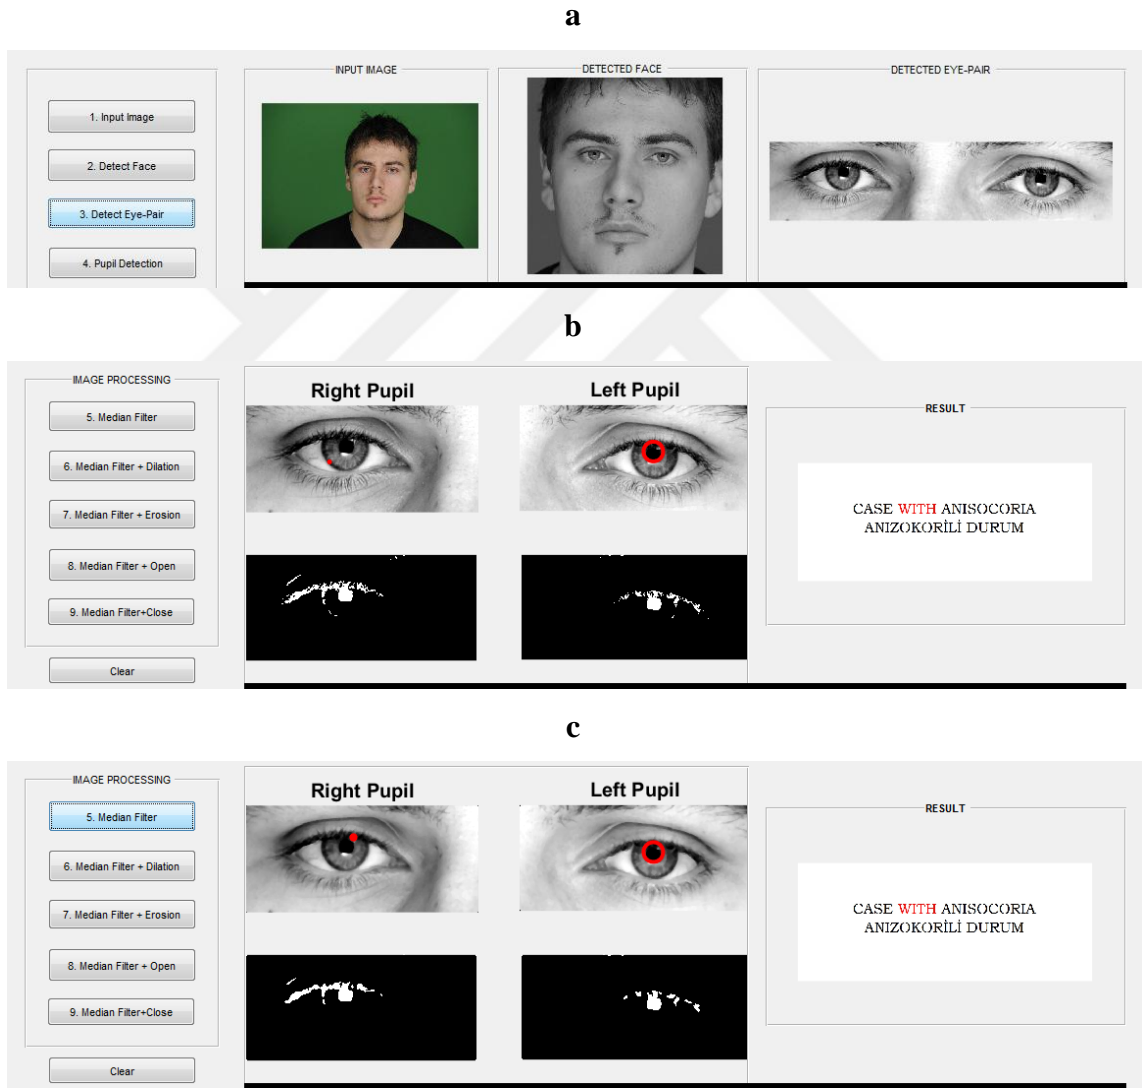 a
INPUT IMAGE
DETECTED FACE
DETECTED EYE-PAIR
1. Input Image
2. Detect Face
3. Detect Eye-Pair
4. Pupil Detection
b
IMAGE PROCESSING
5. Median Filter
6. Median Filter + Dilation
7. Median Filter + Erosion
8. Median Filter + Open
9. Median Filter+Close
Clear
Right Pupil
Left Pupil
RESULT
CASE WITH ANISOCORIA
ANIZOKORİLİ DURUM
c
IMAGE PROCESSING
5. Median Filter
6. Median Filter + Dilation
7. Median Filter + Erosion
8. Median Filter + Open
9. Median Filter+Close
Clear
Right Pupil
Left Pupil
RESULT
CASE WITH ANISOCORIA
ANIZOKORİLİ DURUM